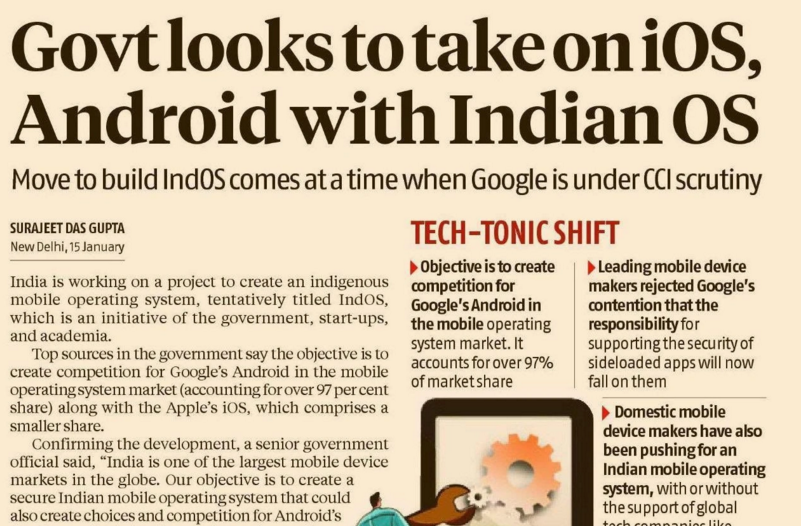 Govt looks to take on iOS,
Android with Indian OS
Move to build IndOS comes at a time when Google is under CCI scrutiny
SURAJEET DAS GUPTA
New Delhi, 15 January
India is working on a project to create an indigenous
mobile operating system, tentatively titled IndOS,
which is an initiative of the government, start-ups,
and academia.
Top sources in the government say the objective is to
create competition for Google's Android in the mobile
operating system market (accounting for over 97 per cent
share) along with the Apple's iOS, which comprises a
smaller share.
Confirming the development, a senior government
official said, “India is one of the largest mobile device
markets in the globe. Our objective is to create a
secure Indian mobile operating system that could
also create choices and competition for Android's
TECH-TONIC SHIFT
Objective is to create
competition for
Google's Android in
the mobile operating
system market. It
accounts for over 97%
of market share
Leading mobile device
makers rejected Google's
contention that the
responsibility for
supporting the security of
sideloaded apps will now
fall on them
Domestic mobile
device makers have also
been pushing for an
Indian mobile operating
system, with or without
the support of global
tech companies like